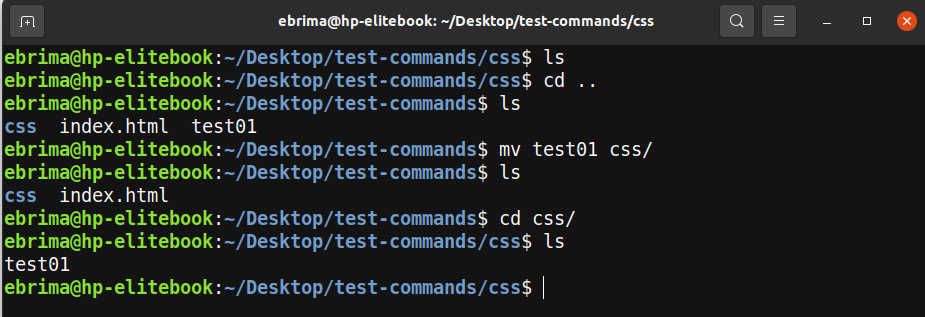 ebrima@hp-elitebook: ~/Desktop/test-commands/css
ebrima@hp-elitebook:~/Desktop/test-commands/css$ ls
ebrima@hp-elitebook:~/Desktop/test-commands/css$ cd ..
ebrima@hp-elitebook:~/Desktop/test-commands$ ls
css  index.html  test01
ebrima@hp-elitebook:~/Desktop/test-commands$ mv test01 css/
ebrima@hp-elitebook:~/Desktop/test-commands$ ls
css  index.html
ebrima@hp-elitebook:~/Desktop/test-commands$ cd css/
ebrima@hp-elitebook:~/Desktop/test-commands/css$ ls
test01
ebrima@hp-elitebook:~/Desktop/test-commands/css$